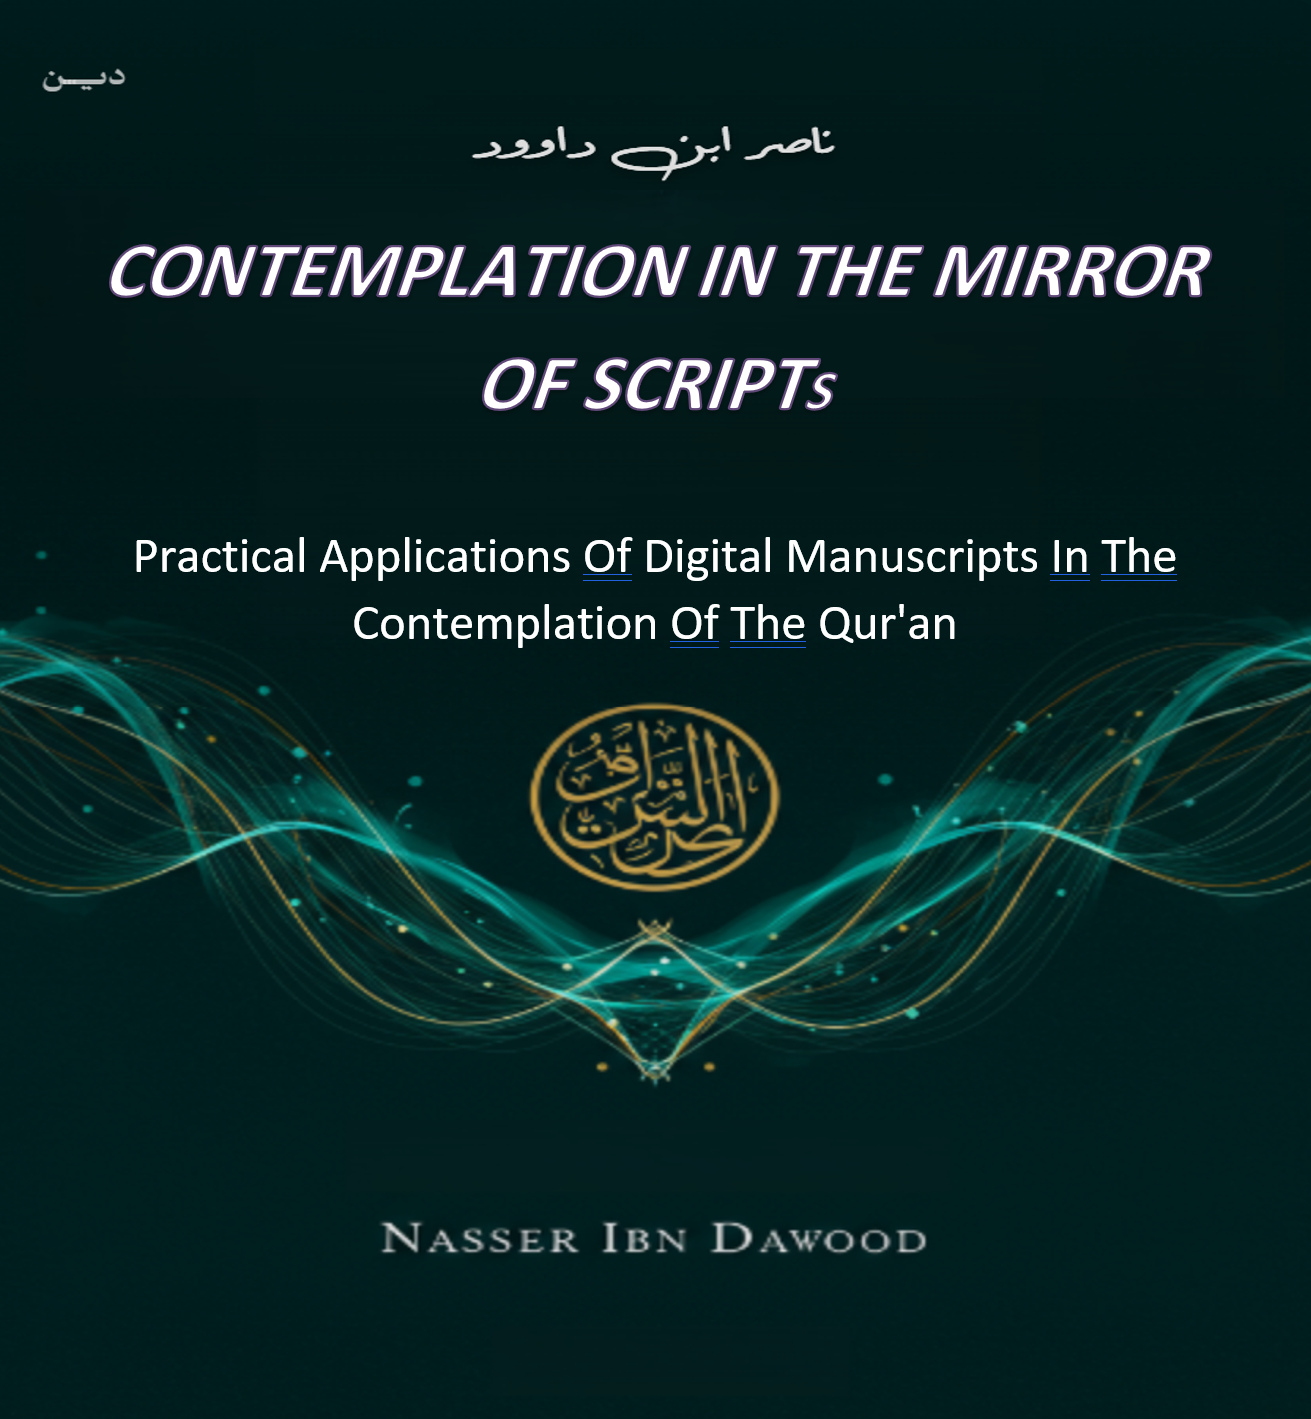 ديـــن
ناصر ابن داوود
CONTEMPLATION IN THE MIRROR
OF SCRIPTs
Practical Applications Of Digital Manuscripts In The
Contemplation Of The Qur'an
NASSER IBN DAWOOD